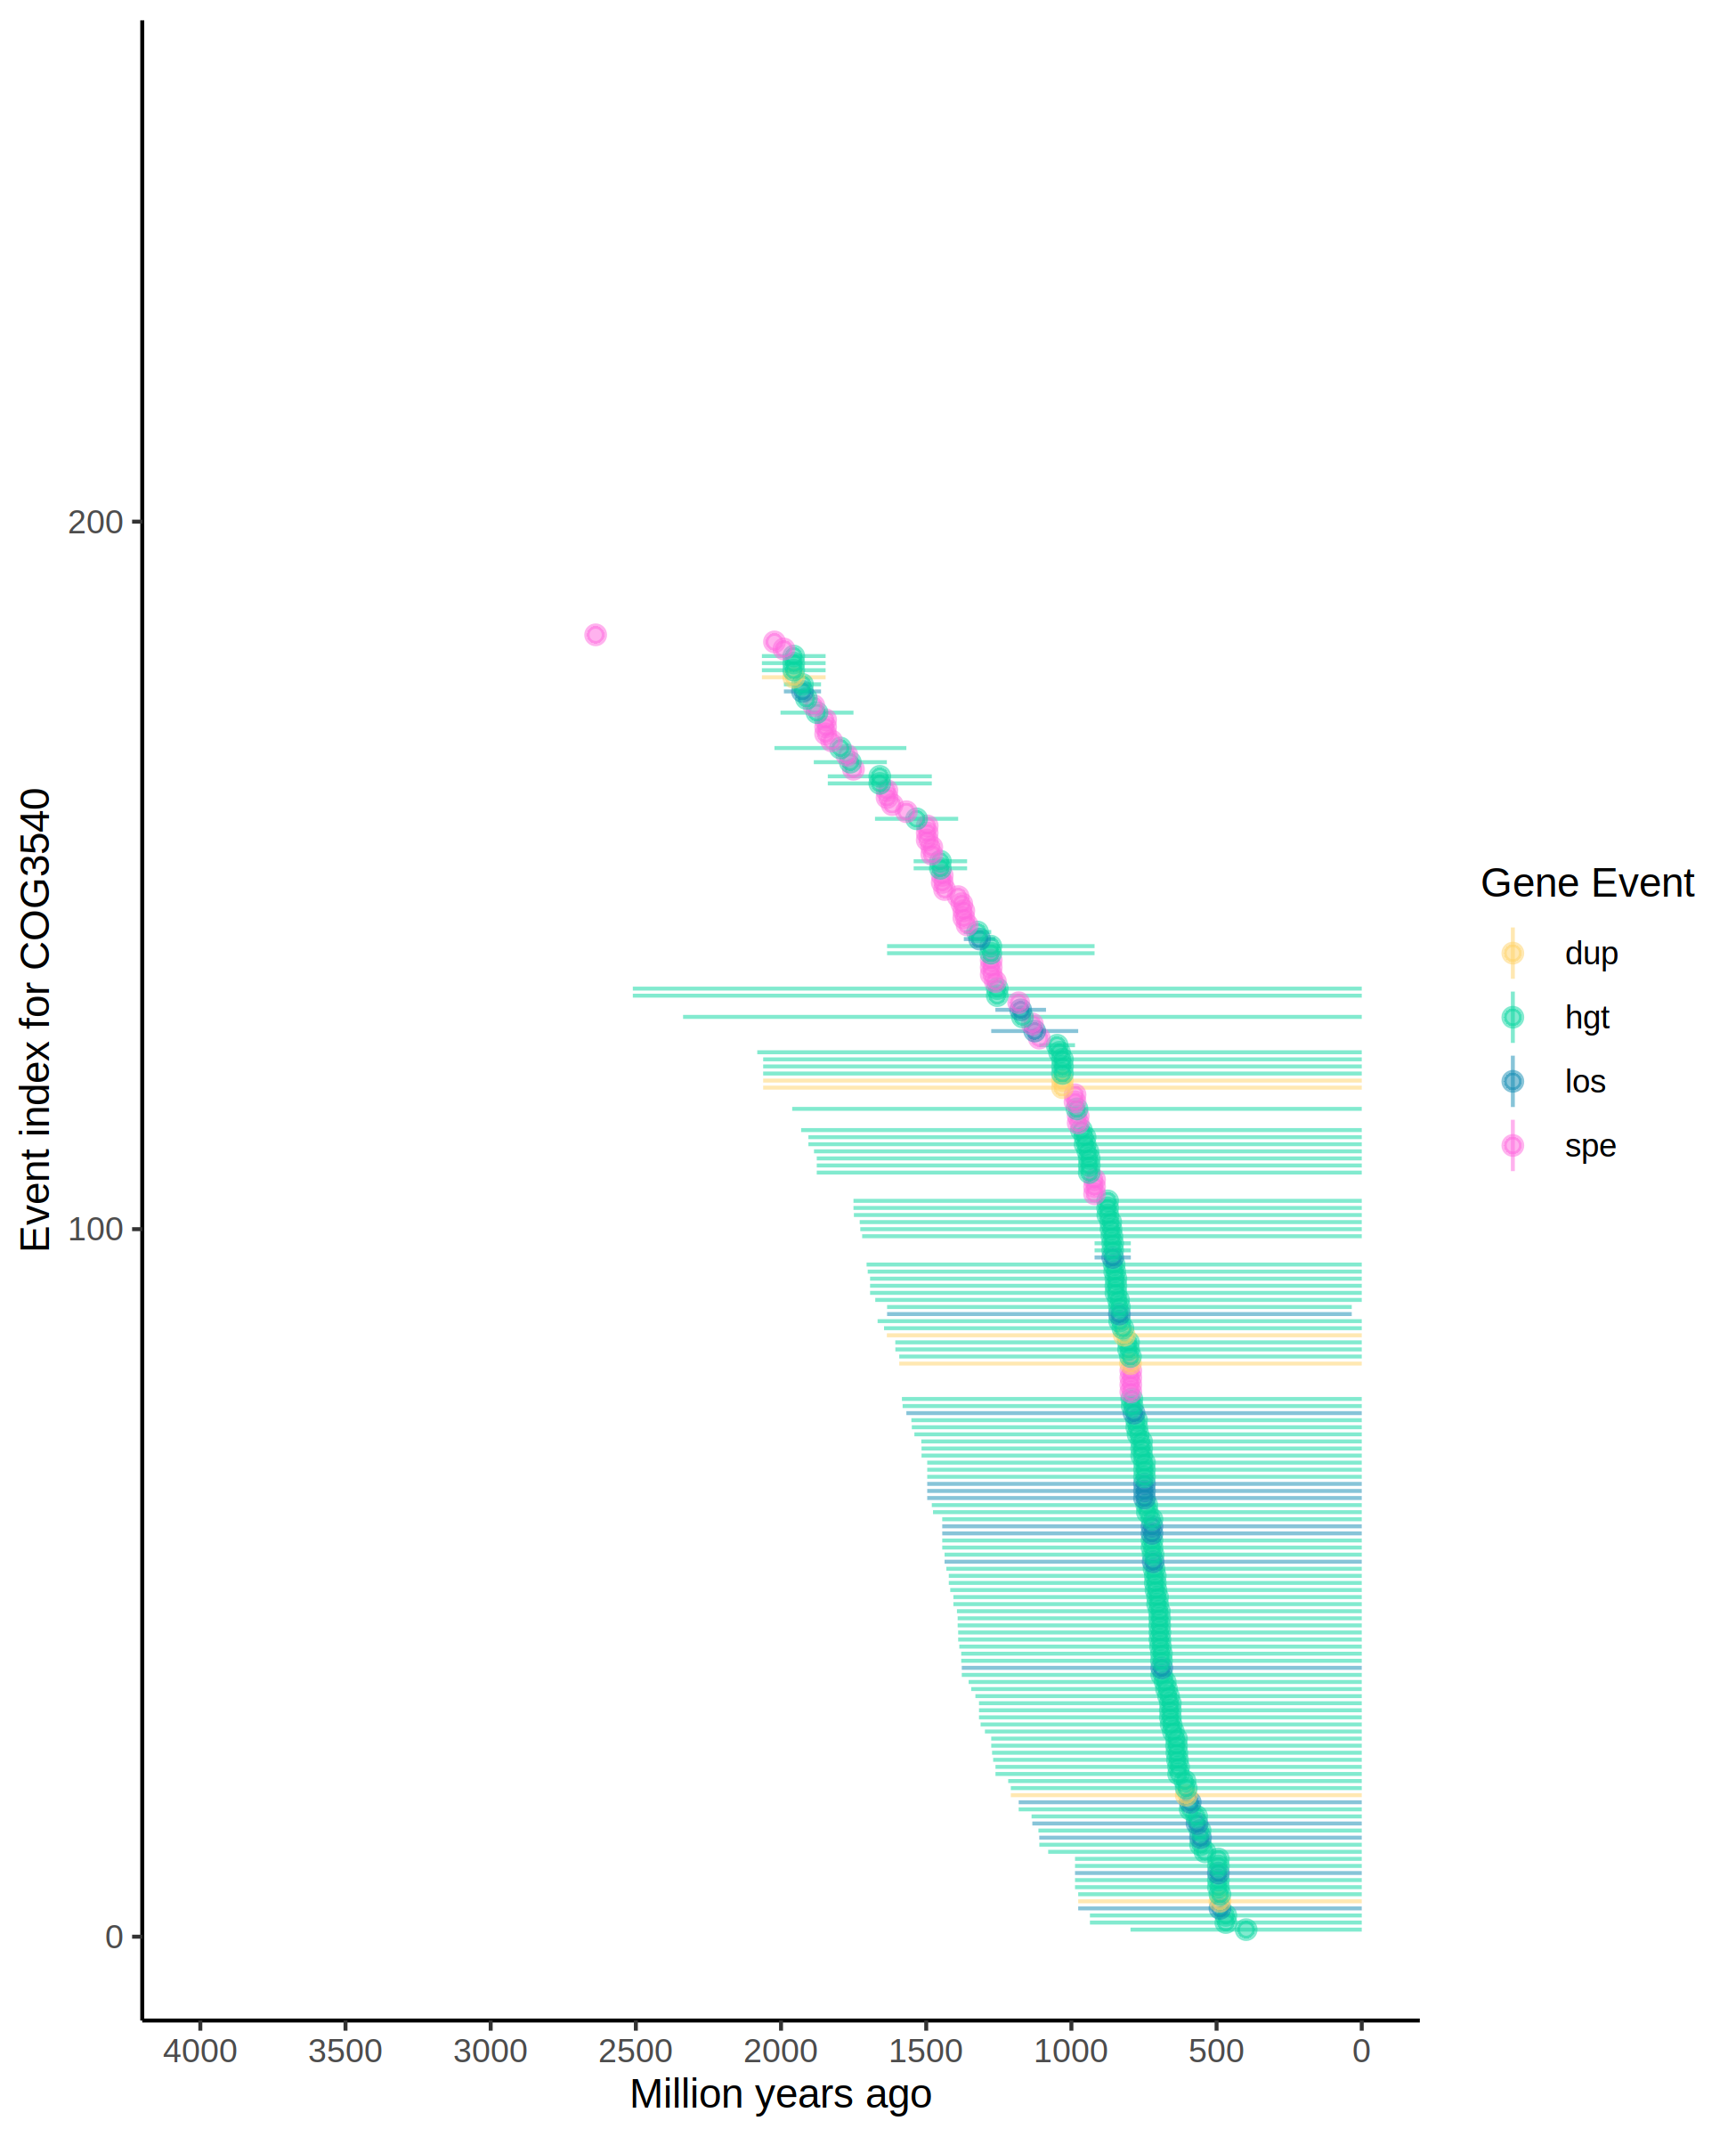 Event index for COG3540
200
100
0
4000 3500 3000 2500 2000 1500 1000 500 0
Million years ago
Gene Event
dup
hgt
los
spe